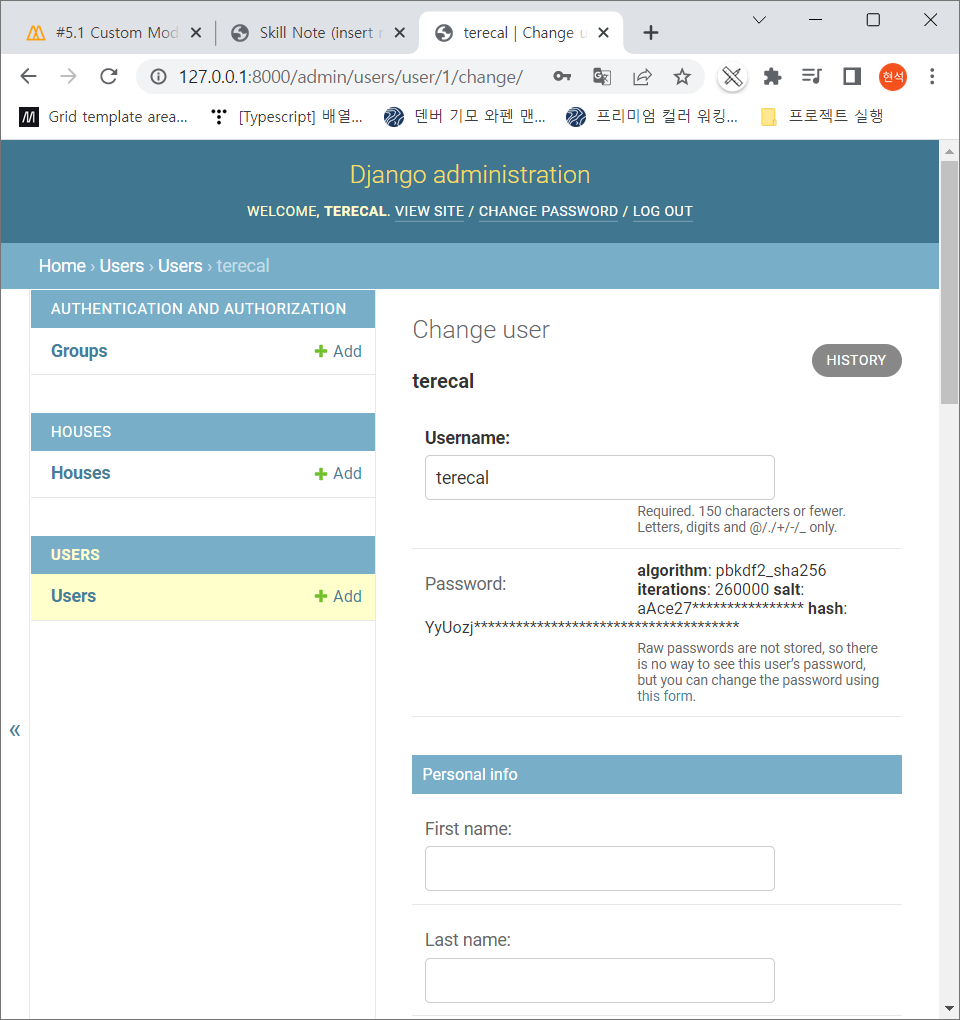 #5.1 Custom Mod
Skill Note (insert r
terecal | Change u
127.0.0.1:8000/admin/users/user/1/change/
현석
Grid template area...
[Typescript] 배열...
덴버 기모 와펜 맨...
프리미엄 컬러 워킹...
프로젝트 실행
Django administration
WELCOME, TERECAL. VIEW SITE / CHANGE PASSWORD / LOG OUT
Home › Users › Users › terecal
AUTHENTICATION AND AUTHORIZATION
Groups
+ Add
HOUSES
Houses
+ Add
USERS
Users
+ Add
«
Change user
HISTORY
terecal
Username:
terecal
Required. 150 characters or fewer.
Letters, digits and @/./+/-/_ only.
Password:
algorithm: pbkdf2_sha256
iterations: 260000 salt:
aAce27**************** hash:
YyUozj**************************************
Raw passwords are not stored, so there
is no way to see this user’s password,
but you can change the password using
this form.
Personal info
First name:
Last name: